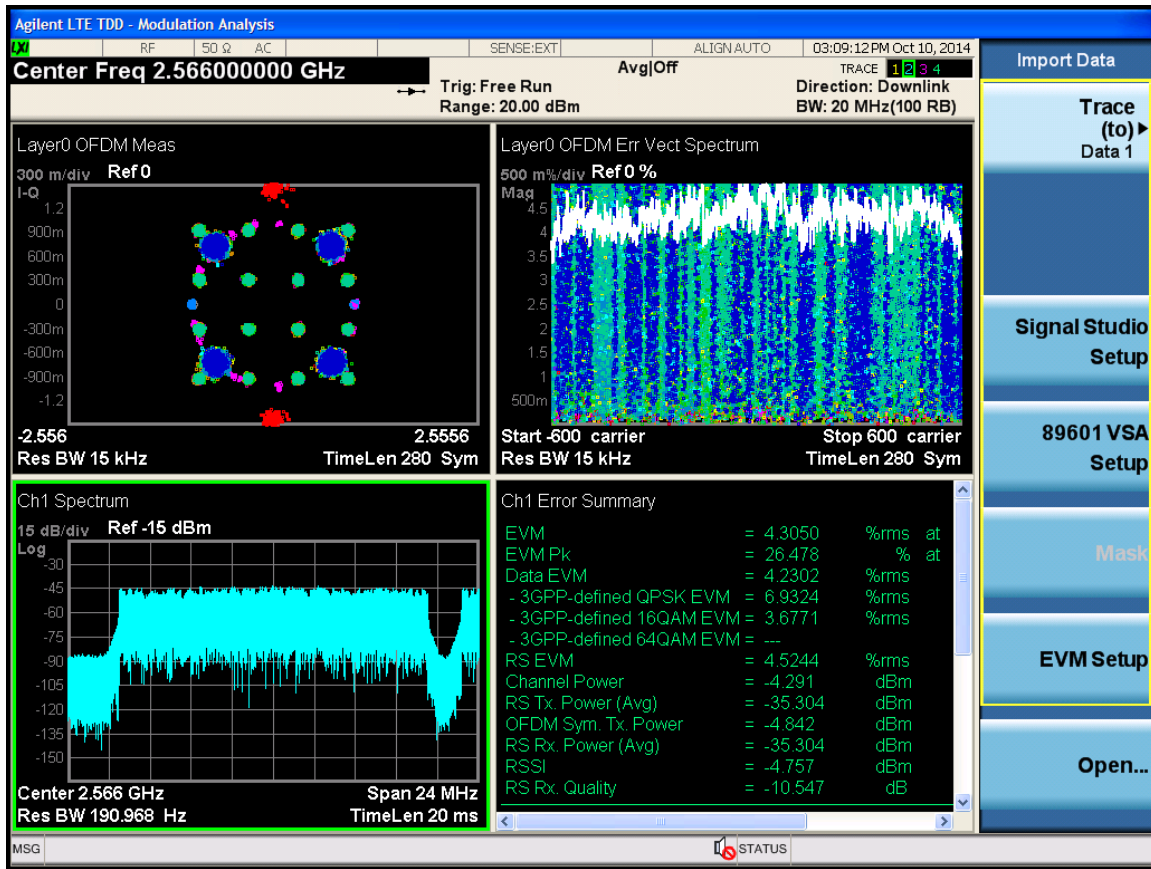 Agilent LTE TDD - Modulation Analysis
LXI RF 50 Ω AC SENSE:EXT ALIGN AUTO 03:09:12 PM Oct 10, 2014
Center Freq 2.566000000 GHz
Avg|Off
TRACE 1 2 3 4
Trig: Free Run
Direction: Downlink
Range: 20.00 dBm
BW: 20 MHz(100 RB)
Layer0 OFDM Meas
300 m/div Ref 0
I-Q
1.2
900m
600m
300m
0
-300m
-600m
-900m
-1.2
-2.556 2.5556
Res BW 15 kHz TimeLen 280 Sym
Layer0 OFDM Err Vect Spectrum
500 m%/div Ref 0 %
Mag
4.5
4
3.5
3
2.5
2
1.5
1
500m
Start -600 carrier Stop 600 carrier
Res BW 15 kHz TimeLen 280 Sym
Ch1 Spectrum
15 dB/div Ref -15 dBm
Log
-30
-45
-60
-75
-90
-105
-120
-135
-150
Center 2.566 GHz Span 24 MHz
Res BW 190.968 Hz TimeLen 20 ms
Ch1 Error Summary
EVM = 4.3050 %rms at
EVM Pk = 26.478 % at
Data EVM = 4.2302 %rms
- 3GPP-defined QPSK EVM = 6.9324 %rms
- 3GPP-defined 16QAM EVM = 3.6771 %rms
- 3GPP-defined 64QAM EVM = ---
RS EVM = 4.5244 %rms
Channel Power = -4.291 dBm
RS Tx. Power (Avg) = -35.304 dBm
OFDM Sym. Tx. Power = -4.842 dBm
RS Rx. Power (Avg) = -35.304 dBm
RSSI = -4.757 dBm
RS Rx. Quality = -10.547 dB
Import Data
Trace
(to)
Data 1
Signal Studio
Setup
89601 VSA
Setup
Mask
EVM Setup
Open...
MSG STATUS